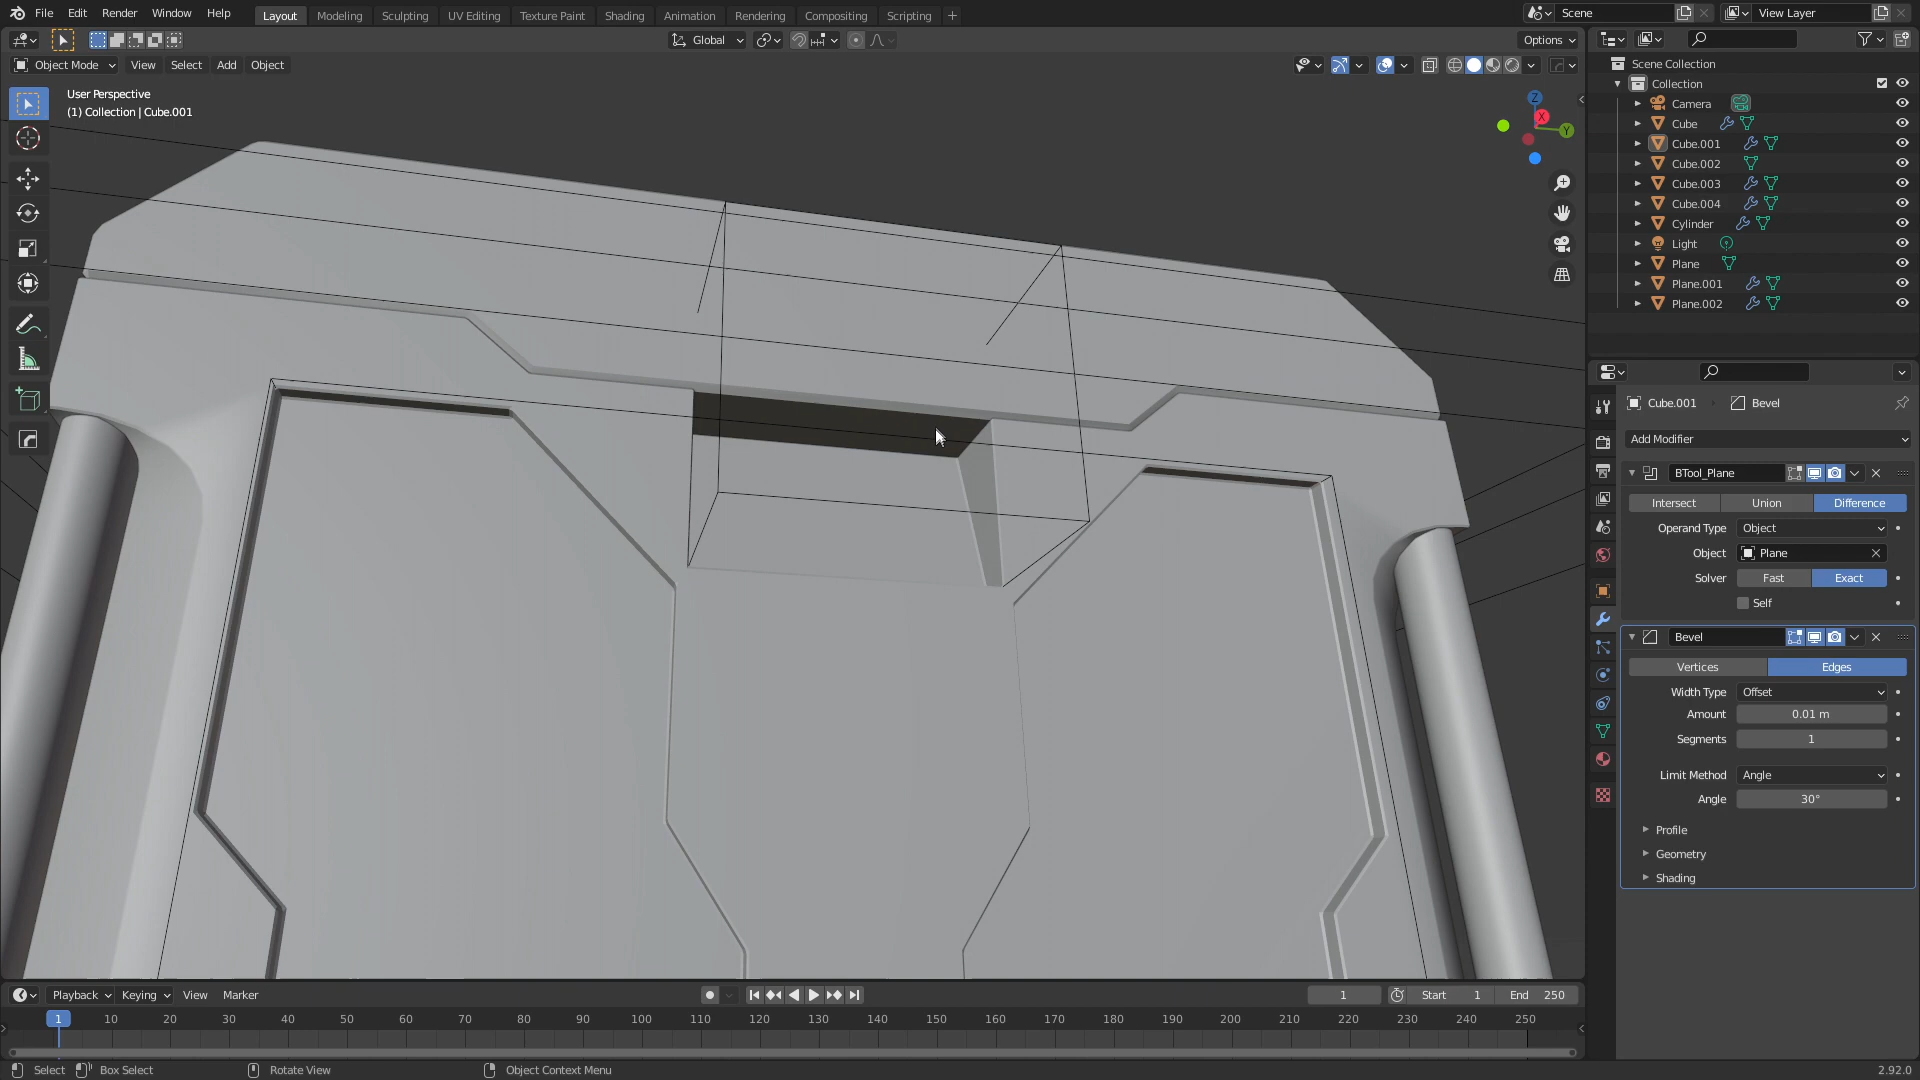 File Edit Render Window Help Layout Modeling Sculpting UV Editing Texture Paint Shading Animation Rendering Compositing Scripting + Scene View Layer
Global Options
Object Mode View Select Add Object
User Perspective
(1) Collection | Cube.001
Z
X
Y
Scene Collection
Collection
Camera
Cube
Cube.001
Cube.002
Cube.003
Cube.004
Cylinder
Light
Plane
Plane.001
Plane.002
Cube.001 Bevel
Add Modifier
BTool_Plane
Intersect Union Difference
Operand Type Object
Object Plane
Solver Fast Exact
Self
Bevel
Vertices Edges
Width Type Offset
Amount 0.01 m
Segments 1
Limit Method Angle
Angle 30°
Profile
Geometry
Shading
Playback Keying View Marker 1 Start 1 End 250
1 10 20 30 40 50 60 70 80 90 100 110 120 130 140 150 160 170 180 190 200 210 220 230 240 250
Select Box Select Rotate View Object Context Menu 2.92.0